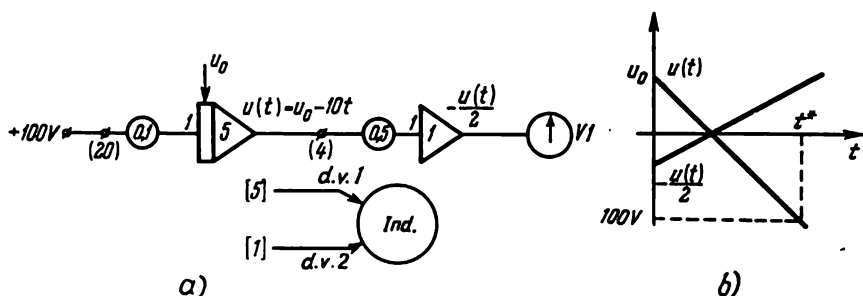 u₀
u(t)=u₀-10t
+100V
(20)
0,1
1
5
(4)
0,5
1
1
-u(t)/2
V1
[5]
d.v.1
[1]
d.v.2
Ind.
a)
u₀
u(t)
t*
t
-u(t)/2
100V
b)